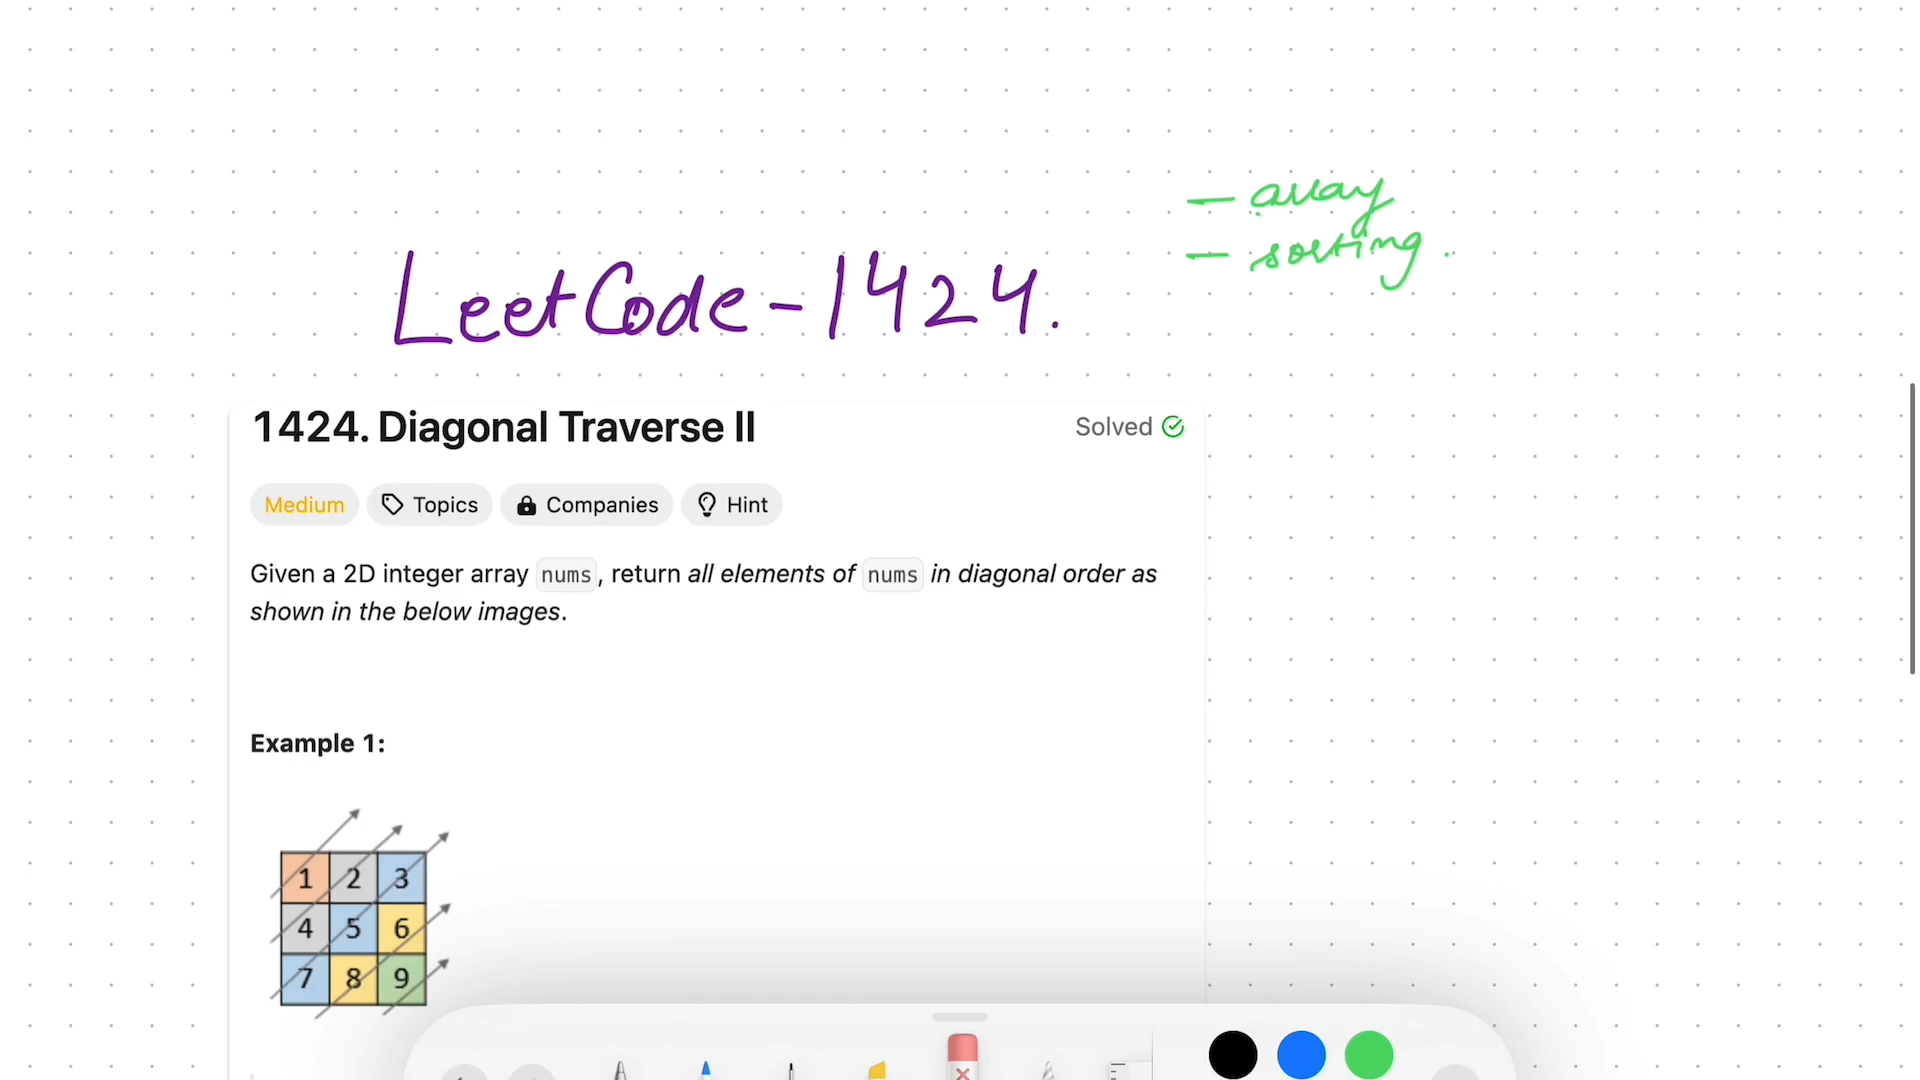 - array
- sorting.
LeetCode-1424.
1424. Diagonal Traverse II
Solved
Medium Topics Companies Hint
Given a 2D integer array nums, return all elements of nums in diagonal order as
shown in the below images.
Example 1:
1 2 3
4 5 6
7 8 9